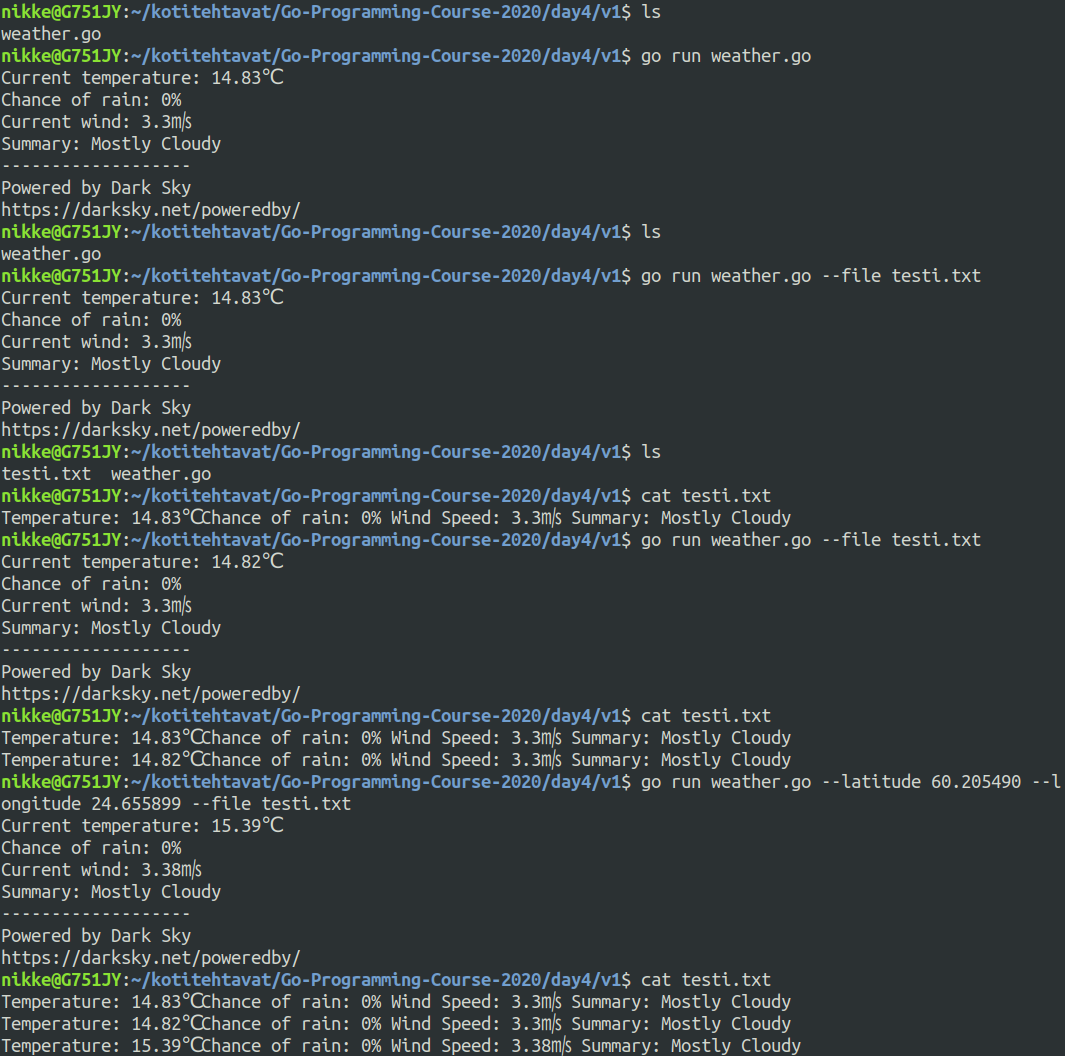 nikke@G751JY:~/kotitehtavat/Go-Programming-Course-2020/day4/v1$ ls
weather.go
nikke@G751JY:~/kotitehtavat/Go-Programming-Course-2020/day4/v1$ go run weather.go
Current temperature: 14.83℃
Chance of rain: 0%
Current wind: 3.3㎧
Summary: Mostly Cloudy
-------------------
Powered by Dark Sky
https://darksky.net/poweredby/
nikke@G751JY:~/kotitehtavat/Go-Programming-Course-2020/day4/v1$ ls
weather.go
nikke@G751JY:~/kotitehtavat/Go-Programming-Course-2020/day4/v1$ go run weather.go --file testi.txt
Current temperature: 14.83℃
Chance of rain: 0%
Current wind: 3.3㎧
Summary: Mostly Cloudy
-------------------
Powered by Dark Sky
https://darksky.net/poweredby/
nikke@G751JY:~/kotitehtavat/Go-Programming-Course-2020/day4/v1$ ls
testi.txt  weather.go
nikke@G751JY:~/kotitehtavat/Go-Programming-Course-2020/day4/v1$ cat testi.txt
Temperature: 14.83℃Chance of rain: 0% Wind Speed: 3.3㎧ Summary: Mostly Cloudy
nikke@G751JY:~/kotitehtavat/Go-Programming-Course-2020/day4/v1$ go run weather.go --file testi.txt
Current temperature: 14.82℃
Chance of rain: 0%
Current wind: 3.3㎧
Summary: Mostly Cloudy
-------------------
Powered by Dark Sky
https://darksky.net/poweredby/
nikke@G751JY:~/kotitehtavat/Go-Programming-Course-2020/day4/v1$ cat testi.txt
Temperature: 14.83℃Chance of rain: 0% Wind Speed: 3.3㎧ Summary: Mostly Cloudy
Temperature: 14.82℃Chance of rain: 0% Wind Speed: 3.3㎧ Summary: Mostly Cloudy
nikke@G751JY:~/kotitehtavat/Go-Programming-Course-2020/day4/v1$ go run weather.go --latitude 60.205490 --l
ongitude 24.655899 --file testi.txt
Current temperature: 15.39℃
Chance of rain: 0%
Current wind: 3.38㎧
Summary: Mostly Cloudy
-------------------
Powered by Dark Sky
https://darksky.net/poweredby/
nikke@G751JY:~/kotitehtavat/Go-Programming-Course-2020/day4/v1$ cat testi.txt
Temperature: 14.83℃Chance of rain: 0% Wind Speed: 3.3㎧ Summary: Mostly Cloudy
Temperature: 14.82℃Chance of rain: 0% Wind Speed: 3.3㎧ Summary: Mostly Cloudy
Temperature: 15.39℃Chance of rain: 0% Wind Speed: 3.38㎧ Summary: Mostly Cloudy